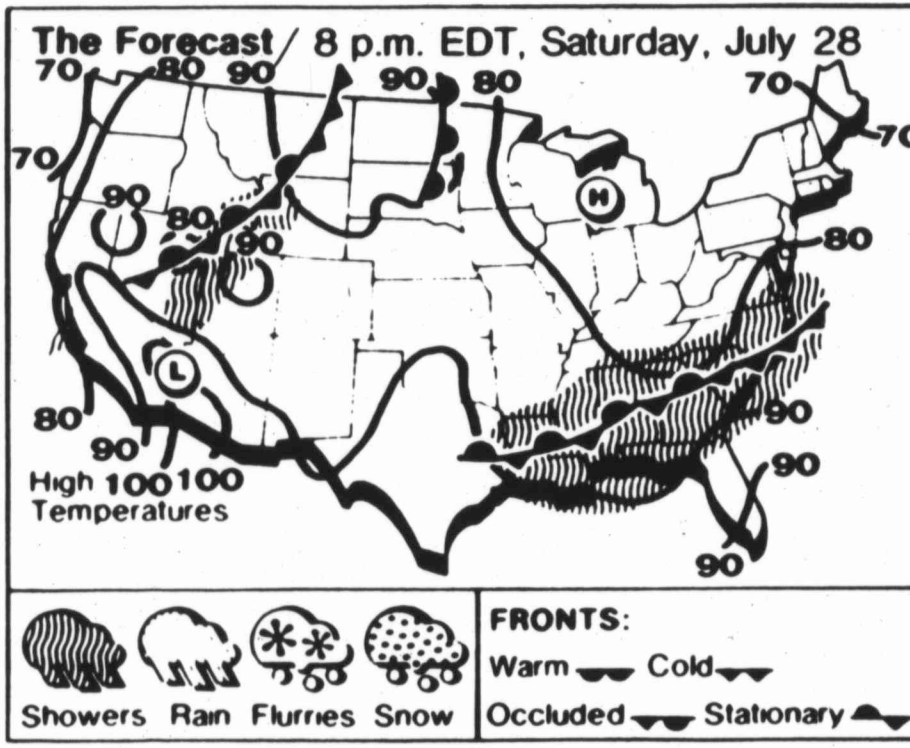 The Forecast / 8 p.m. EDT, Saturday, July 28
70 80 90 90 80 70
70 70
90 80 90 80
H
L
80 90 100 100 90 90 90
High
Temperatures
Showers Rain Flurries Snow
FRONTS:
Warm Cold
Occluded Stationary